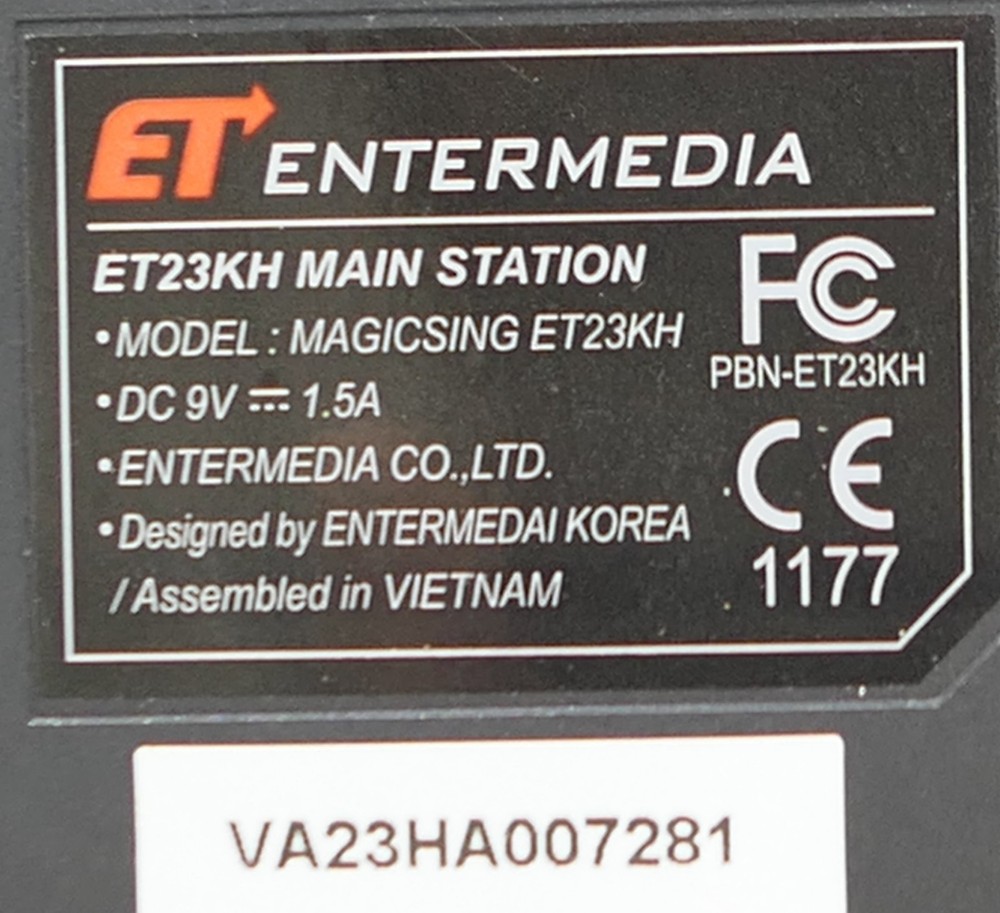 ET ENTERMEDIA
ET23KH MAIN STATION
•MODEL : MAGICSING ET23KH
•DC 9V ⎓ 1.5A
•ENTERMEDIA CO.,LTD.
•Designed by ENTERMEDAI KOREA
/ Assembled in VIETNAM
FC
PBN-ET23KH
CE
1177
VA23HA007281